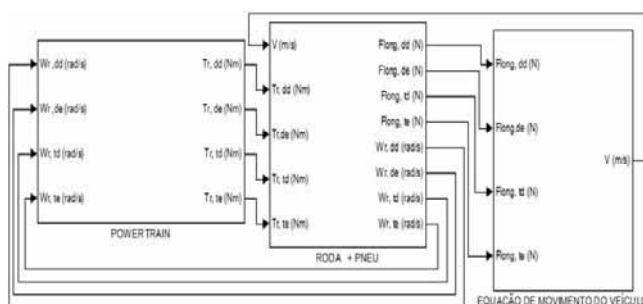 Wr ,dd (rad/s)
Wr ,de (rad/s)
Wr, td (rad/s)
Wr, te (rad/s)
Tr, dd (Nm)
Tr, de (Nm)
Tr, td (Nm)
Tr, te (Nm)
POWER TRAIN
V (m/s)
Tr, dd (Nm)
Tr,de (Nm)
Tr, td (Nm)
Tr, te (Nm)
Flong, dd (N)
Flong, de (N)
Flong, td (N)
Flong, te (N)
Wr, dd (rad/s)
Wr, de (rad/s)
Wr, td (rad/s)
Wr, te (rad/s)
RODA + PNEU
Flong, dd (N)
Flong,de (N)
Flong, td (N)
Flong, te (N)
V (m/s)
EQUAÇÃO DE MOVIMENTO DO VEÍCULO